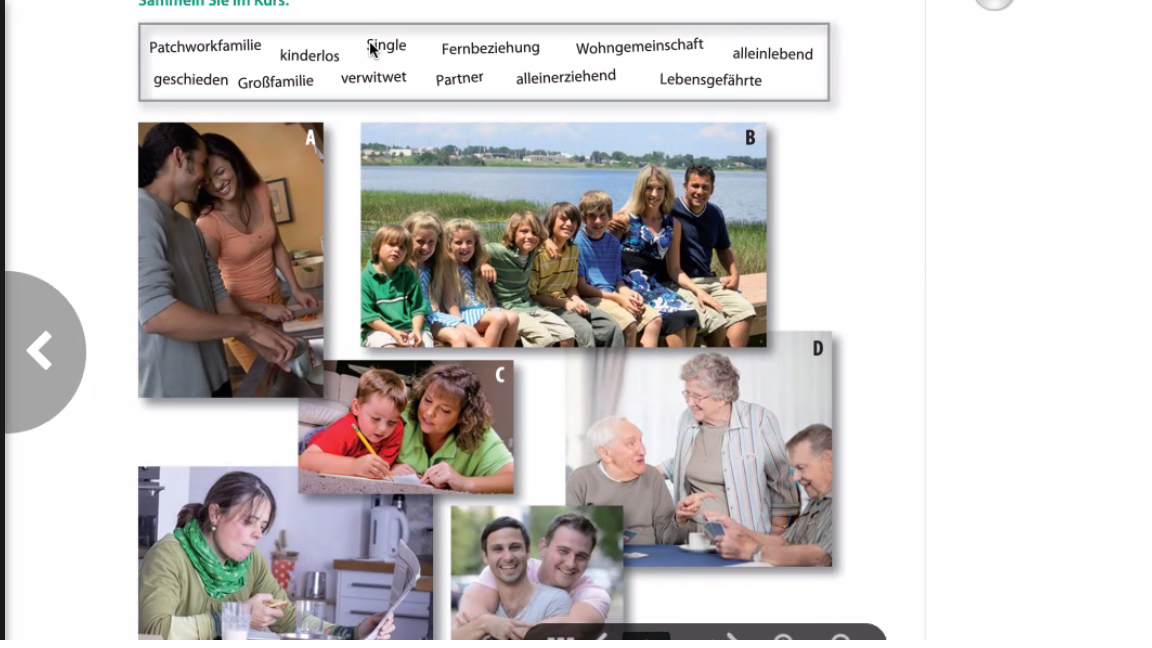 Sammeln Sie im Kurs.
Patchworkfamilie kinderlos Single Fernbeziehung Wohngemeinschaft alleinlebend
geschieden Großfamilie verwitwet Partner alleinerziehend Lebensgefährte
A
B
C
D